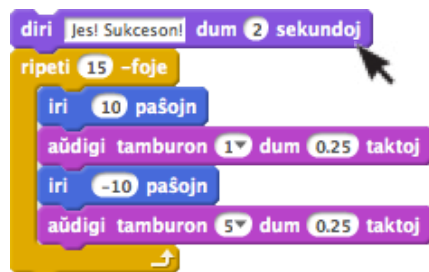 diri Jes! Sukceson! dum 2 sekundoj
ripeti 15 -foje
iri 10 paŝojn
aŭdigi tamburon 1 dum 0.25 taktoj
iri -10 paŝojn
aŭdigi tamburon 5 dum 0.25 taktoj